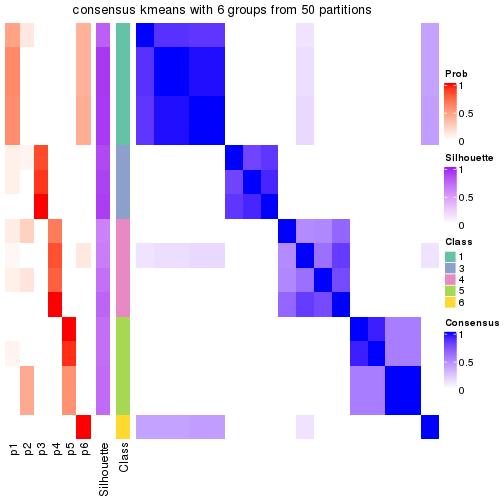 consensus kmeans with 6 groups from 50 partitions
Prob
1
0.5
0
Silhouette
1
0.5
0
Class
1
3
4
5
6
Consensus
1
0.5
0
p1
p2
p3
p4
p5
p6
Silhouette
Class